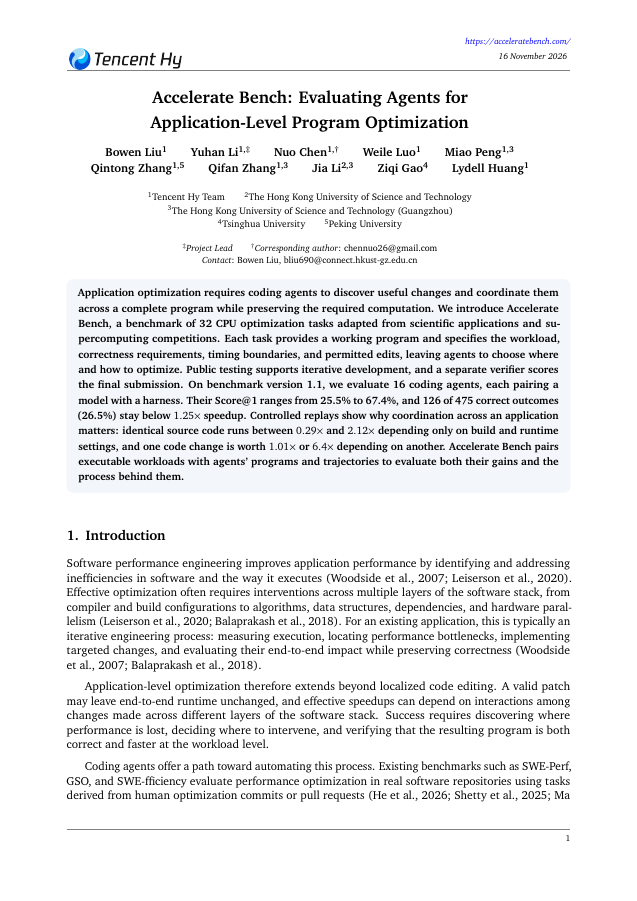 https://acceleratebench.com/
Tencent Hy
16 November 2026
Accelerate Bench: Evaluating Agents for
Application-Level Program Optimization
Bowen Liu1 Yuhan Li1,‡ Nuo Chen1,† Weile Luo1 Miao Peng1,3
Qintong Zhang1,5 Qifan Zhang1,3 Jia Li2,3 Ziqi Gao4 Lydell Huang1
1Tencent Hy Team 2The Hong Kong University of Science and Technology
3The Hong Kong University of Science and Technology (Guangzhou)
4Tsinghua University 5Peking University
‡Project Lead †Corresponding author: chennuo26@gmail.com
Contact: Bowen Liu, bliu690@connect.hkust-gz.edu.cn
Application optimization requires coding agents to discover useful changes and coordinate them
across a complete program while preserving the required computation. We introduce Accelerate
Bench, a benchmark of 32 CPU optimization tasks adapted from scientific applications and su-
percomputing competitions. Each task provides a working program and specifies the workload,
correctness requirements, timing boundaries, and permitted edits, leaving agents to choose where
and how to optimize. Public testing supports iterative development, and a separate verifier scores
the final submission. On benchmark version 1.1, we evaluate 16 coding agents, each pairing a
model with a harness. Their Score@1 ranges from 25.5% to 67.4%, and 126 of 475 correct outcomes
(26.5%) stay below 1.25× speedup. Controlled replays show why coordination across an application
matters: identical source code runs between 0.29× and 2.12× depending only on build and runtime
settings, and one code change is worth 1.01× or 6.4× depending on another. Accelerate Bench pairs
executable workloads with agents' programs and trajectories to evaluate both their gains and the
process behind them.
1. Introduction
Software performance engineering improves application performance by identifying and addressing
inefficiencies in software and the way it executes (Woodside et al., 2007; Leiserson et al., 2020).
Effective optimization often requires interventions across multiple layers of the software stack, from
compiler and build configurations to algorithms, data structures, dependencies, and hardware paral-
lelism (Leiserson et al., 2020; Balaprakash et al., 2018). For an existing application, this is typically an
iterative engineering process: measuring execution, locating performance bottlenecks, implementing
targeted changes, and evaluating their end-to-end impact while preserving correctness (Woodside
et al., 2007; Balaprakash et al., 2018).
Application-level optimization therefore extends beyond localized code editing. A valid patch
may leave end-to-end runtime unchanged, and effective speedups can depend on interactions among
changes made across different layers of the software stack. Success requires discovering where
performance is lost, deciding where to intervene, and verifying that the resulting program is both
correct and faster at the workload level.
Coding agents offer a path toward automating this process. Existing benchmarks such as SWE-Perf,
GSO, and SWE-fficiency evaluate performance optimization in real software repositories using tasks
derived from human optimization commits or pull requests (He et al., 2026; Shetty et al., 2025; Ma
1